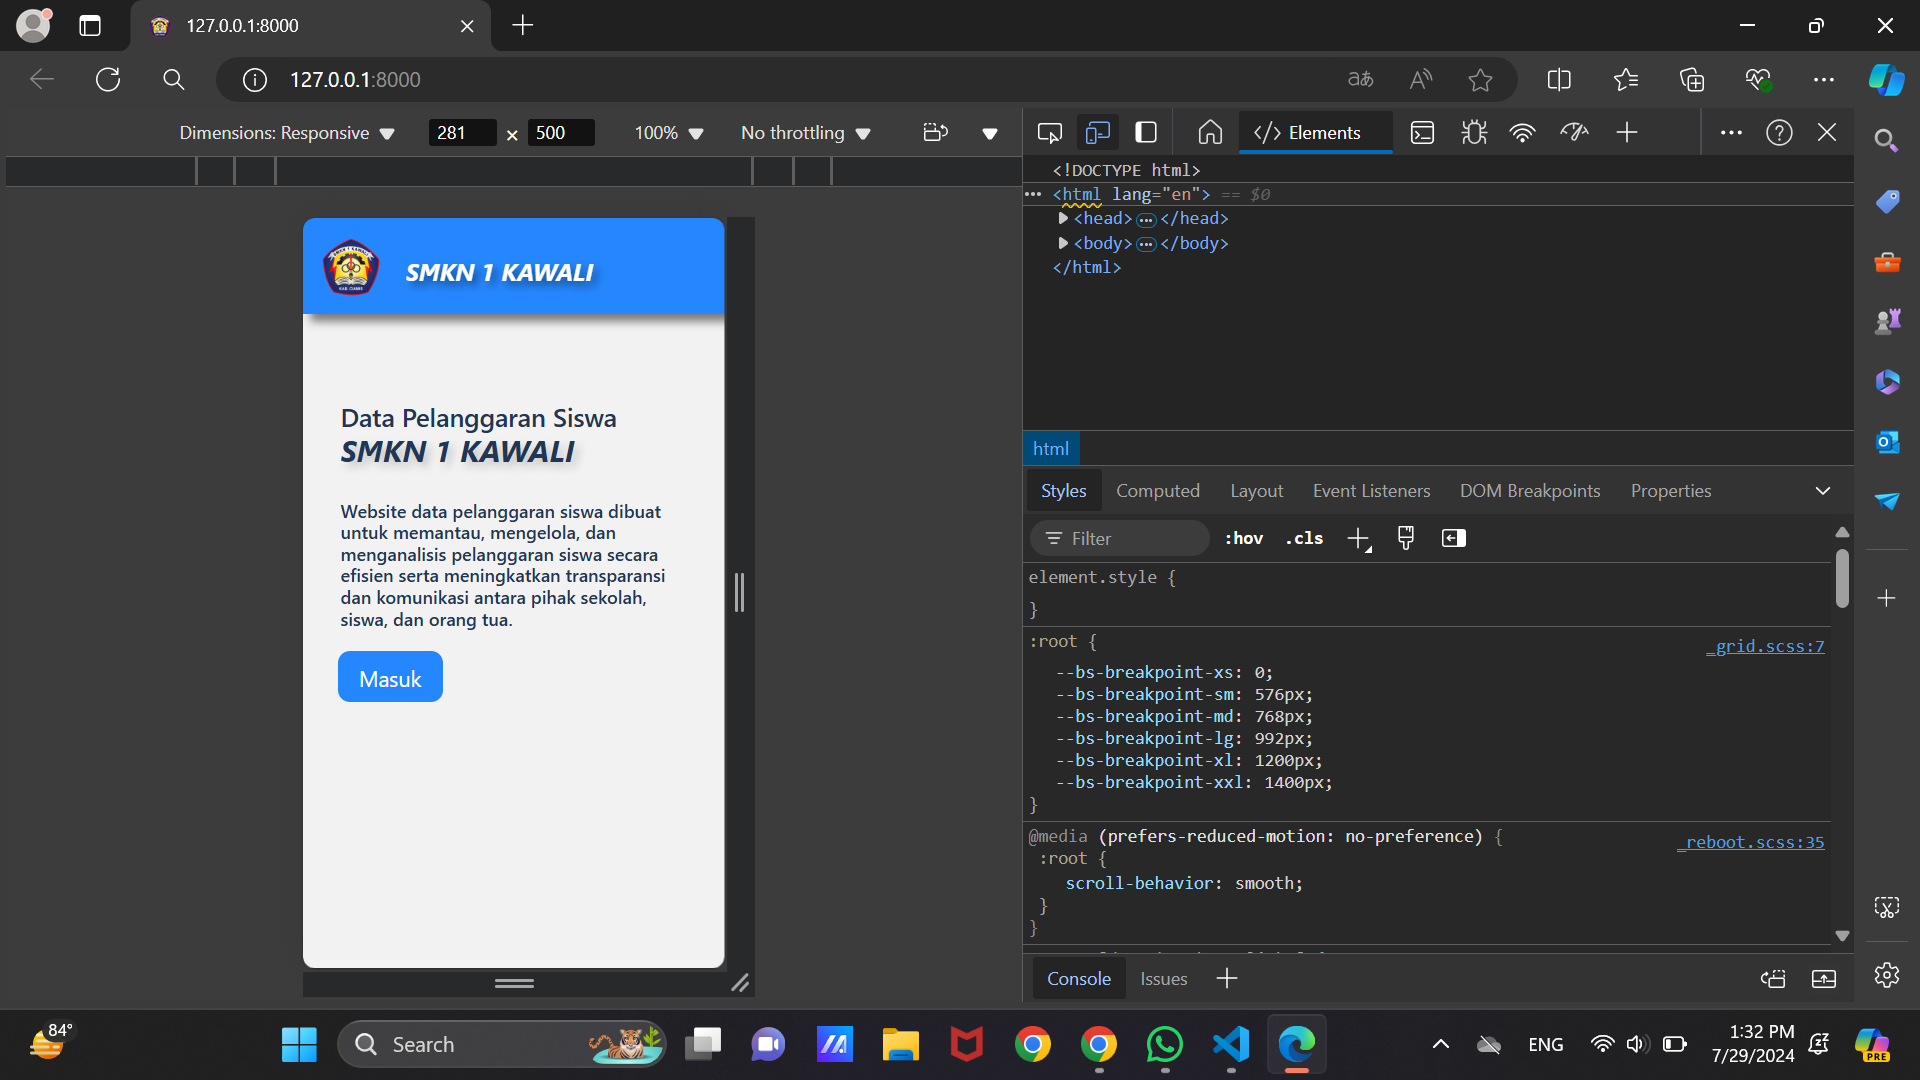 127.0.0.1:8000
127.0.0.1:8000
Dimensions: Responsive 281 × 500 100% No throttling
Elements
<!DOCTYPE html>
<html lang="en"> == $0
<head>…</head>
<body>…</body>
</html>
SMKN 1 KAWALI
Data Pelanggaran Siswa
SMKN 1 KAWALI
Website data pelanggaran siswa dibuat
untuk memantau, mengelola, dan
menganalisis pelanggaran siswa secara
efisien serta meningkatkan transparansi
dan komunikasi antara pihak sekolah,
siswa, dan orang tua.
Masuk
html
Styles Computed Layout Event Listeners DOM Breakpoints Properties
Filter :hov .cls
element.style {
}
:root { _grid.scss:7
--bs-breakpoint-xs: 0;
--bs-breakpoint-sm: 576px;
--bs-breakpoint-md: 768px;
--bs-breakpoint-lg: 992px;
--bs-breakpoint-xl: 1200px;
--bs-breakpoint-xxl: 1400px;
}
@media (prefers-reduced-motion: no-preference) { _reboot.scss:35
:root {
scroll-behavior: smooth;
}
}
Console Issues
84°
Search
ENG
1:32 PM
7/29/2024
PRE